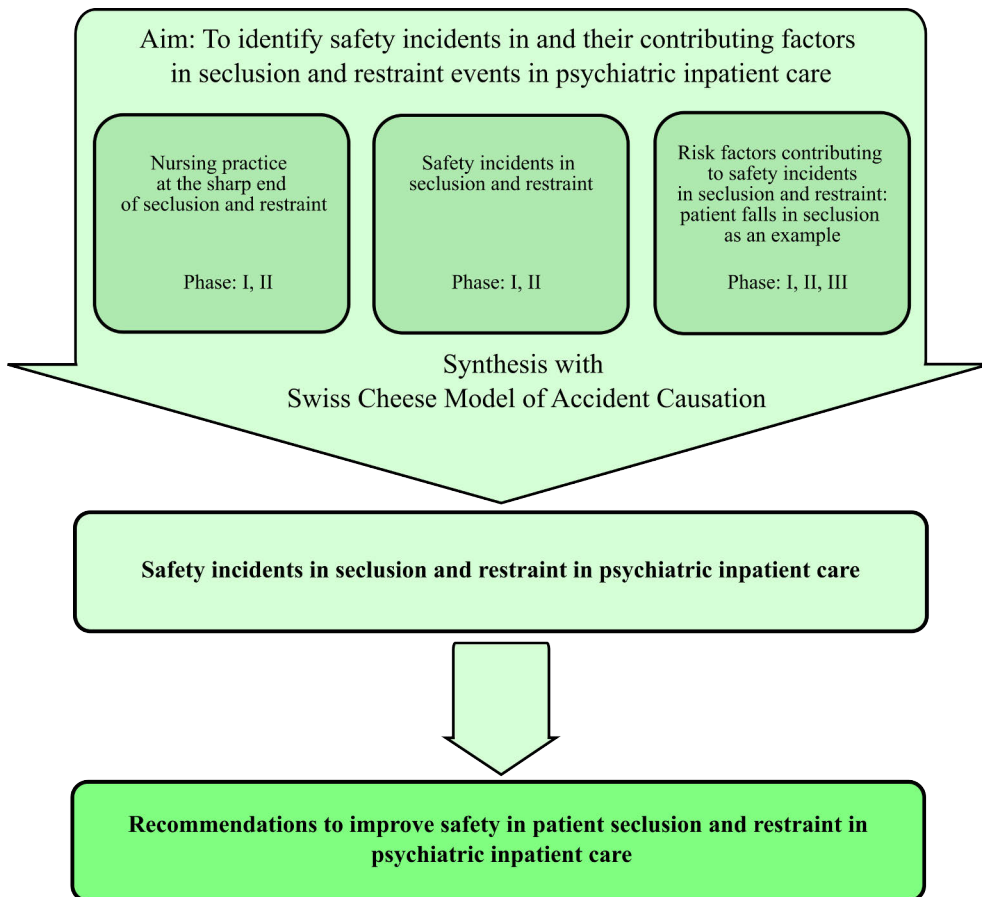 Aim: To identify safety incidents in and their contributing factors
in seclusion and restraint events in psychiatric inpatient care
Nursing practice
at the sharp end
of seclusion and restraint
Phase: I, II
Safety incidents in
seclusion and restraint
Phase: I, II
Risk factors contributing
to safety incidents
in seclusion and restraint:
patient falls in seclusion
as an example
Phase: I, II, III
Synthesis with
Swiss Cheese Model of Accident Causation
Safety incidents in seclusion and restraint in psychiatric inpatient care
Recommendations to improve safety in patient seclusion and restraint in
psychiatric inpatient care